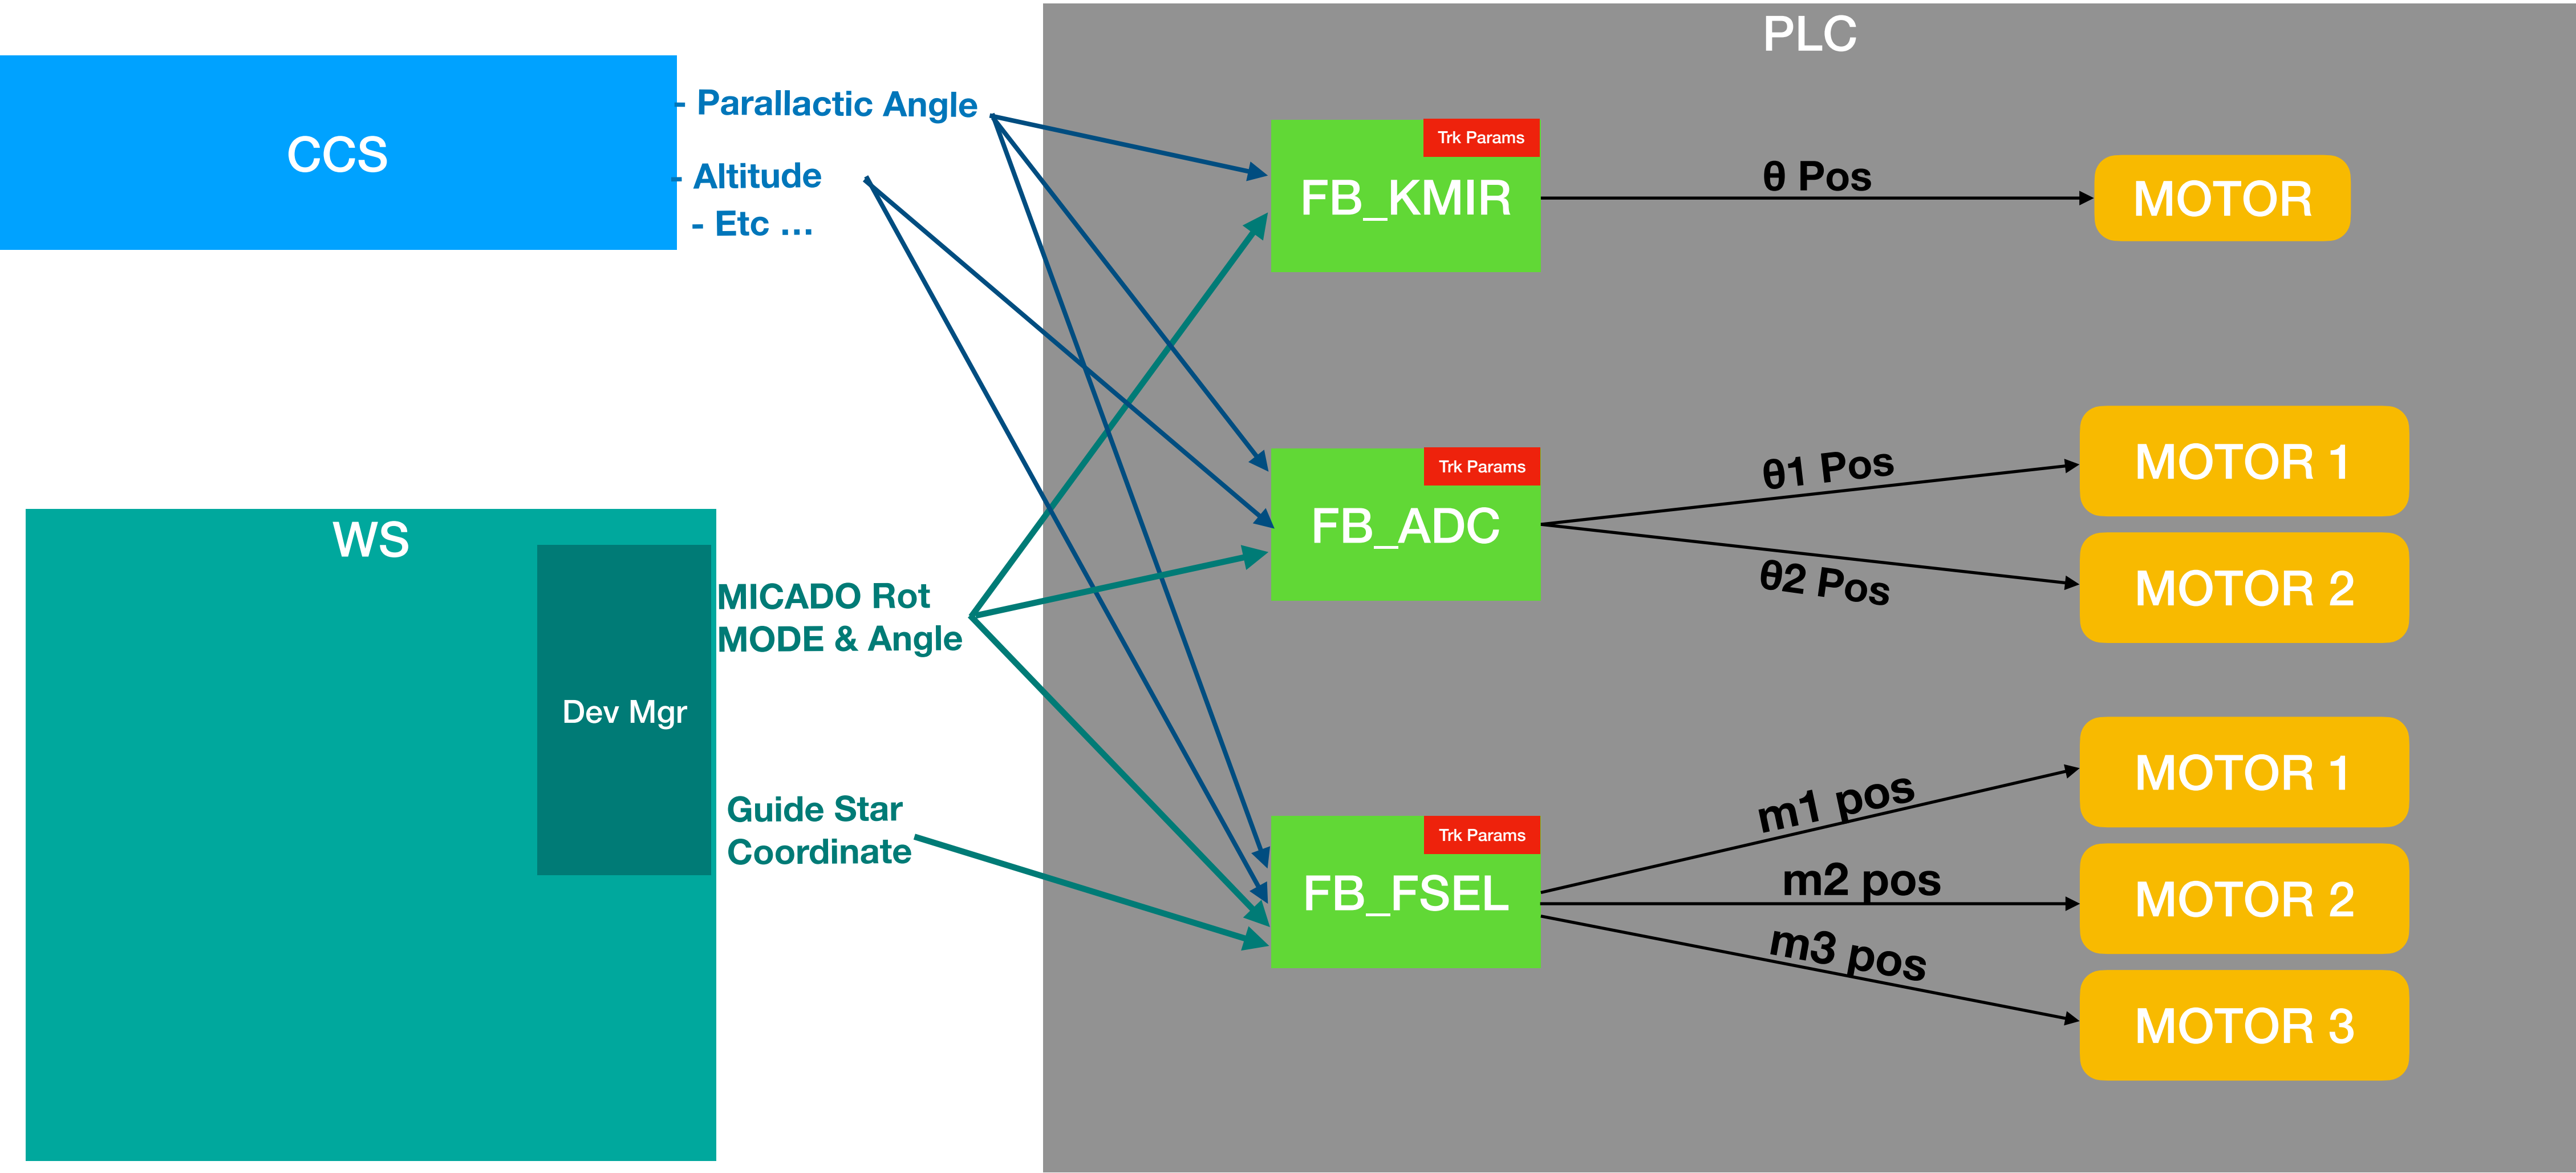 PLC
CCS
- Parallactic Angle
- Altitude
- Etc ...
Trk Params
FB_KMIR
θ Pos
MOTOR
Trk Params
FB_ADC
θ1 Pos
θ2 Pos
MOTOR 1
MOTOR 2
WS
Dev Mgr
MICADO Rot
MODE & Angle
Guide Star
Coordinate
Trk Params
FB_FSEL
m1 pos
m2 pos
m3 pos
MOTOR 1
MOTOR 2
MOTOR 3